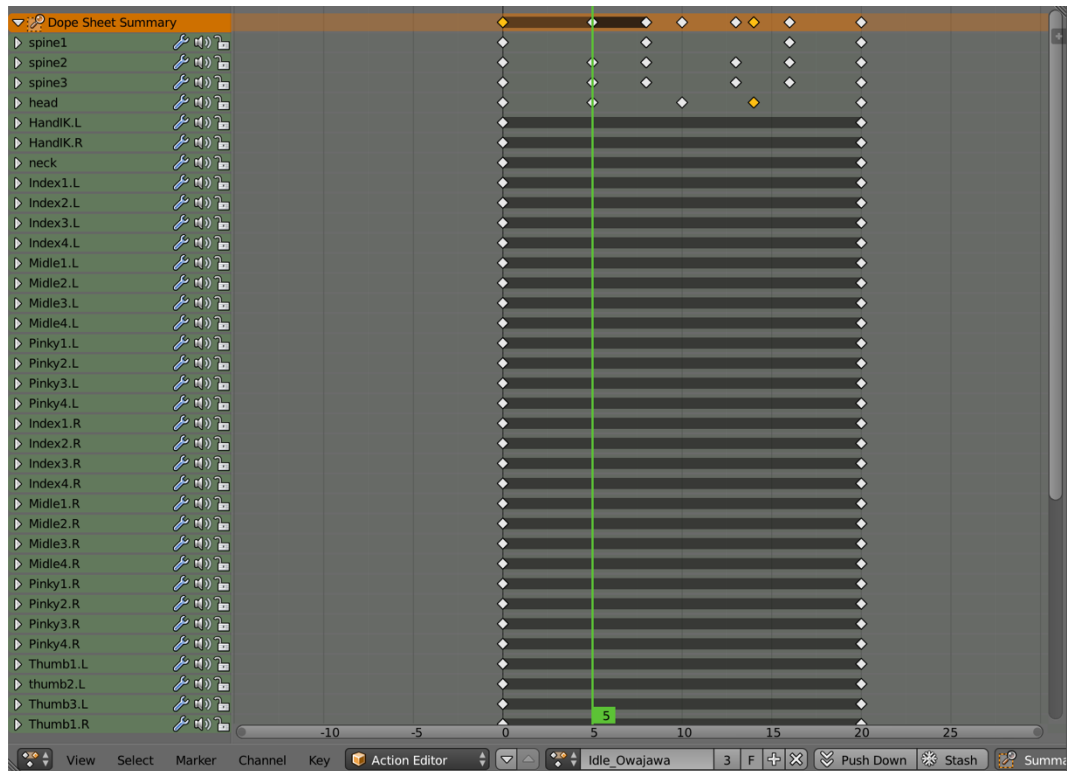 Dope Sheet Summary
spine1
spine2
spine3
head
HandIK.L
HandIK.R
neck
Index1.L
Index2.L
Index3.L
Index4.L
Midle1.L
Midle2.L
Midle3.L
Midle4.L
Pinky1.L
Pinky2.L
Pinky3.L
Pinky4.L
Index1.R
Index2.R
Index3.R
Index4.R
Midle1.R
Midle2.R
Midle3.R
Midle4.R
Pinky1.R
Pinky2.R
Pinky3.R
Pinky4.R
Thumb1.L
thumb2.L
Thumb3.L
5
Thumb1.R
-10 -5 0 5 10 15 20 25
View Select Marker Channel Key Action Editor Idle_Owajawa 3 F Push Down Stash Summa